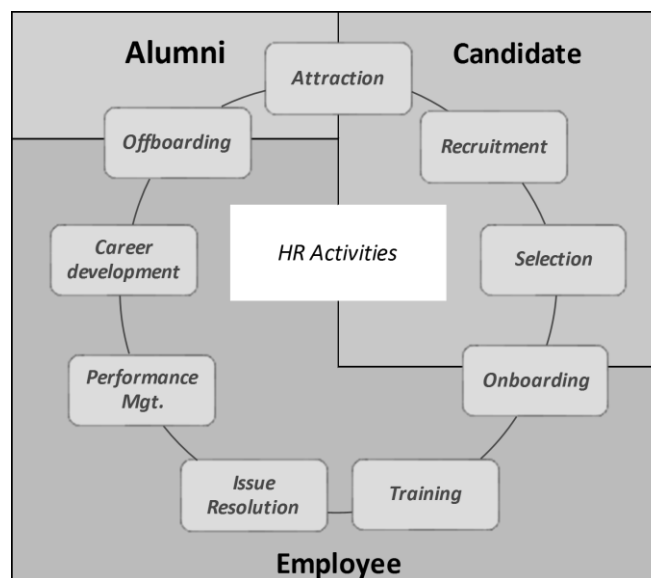 Alumni
Candidate
Attraction
Offboarding
Recruitment
Career
development
HR Activities
Selection
Performance
Mgt.
Onboarding
Issue
Resolution
Training
Employee